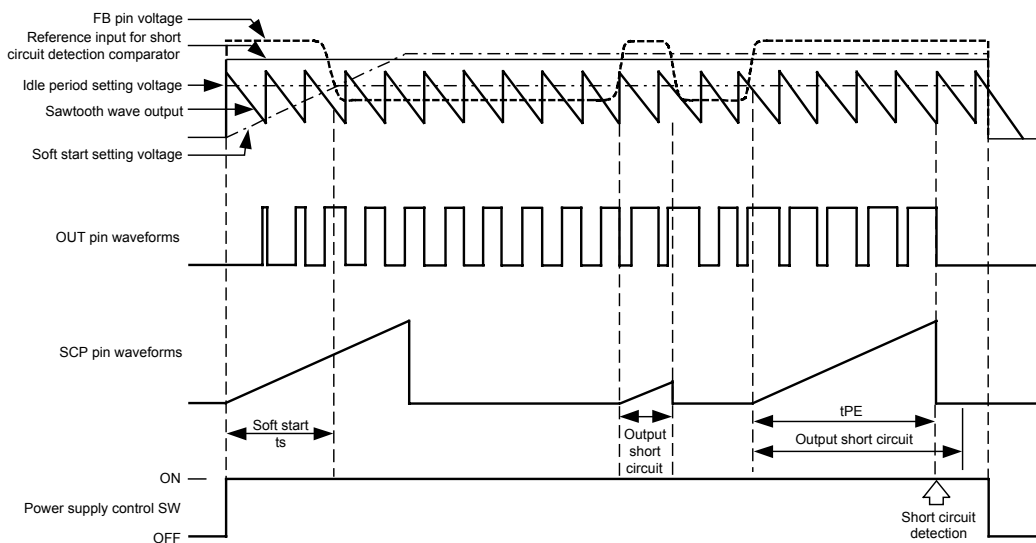 FB pin voltage
Reference input for short
circuit detection comparator
Idle period setting voltage
Sawtooth wave output
Soft start setting voltage
OUT pin waveforms
SCP pin waveforms
Soft start
ts
Output
short
circuit
tPE
Output short circuit
ON
Power supply control SW
OFF
Short circuit
detection